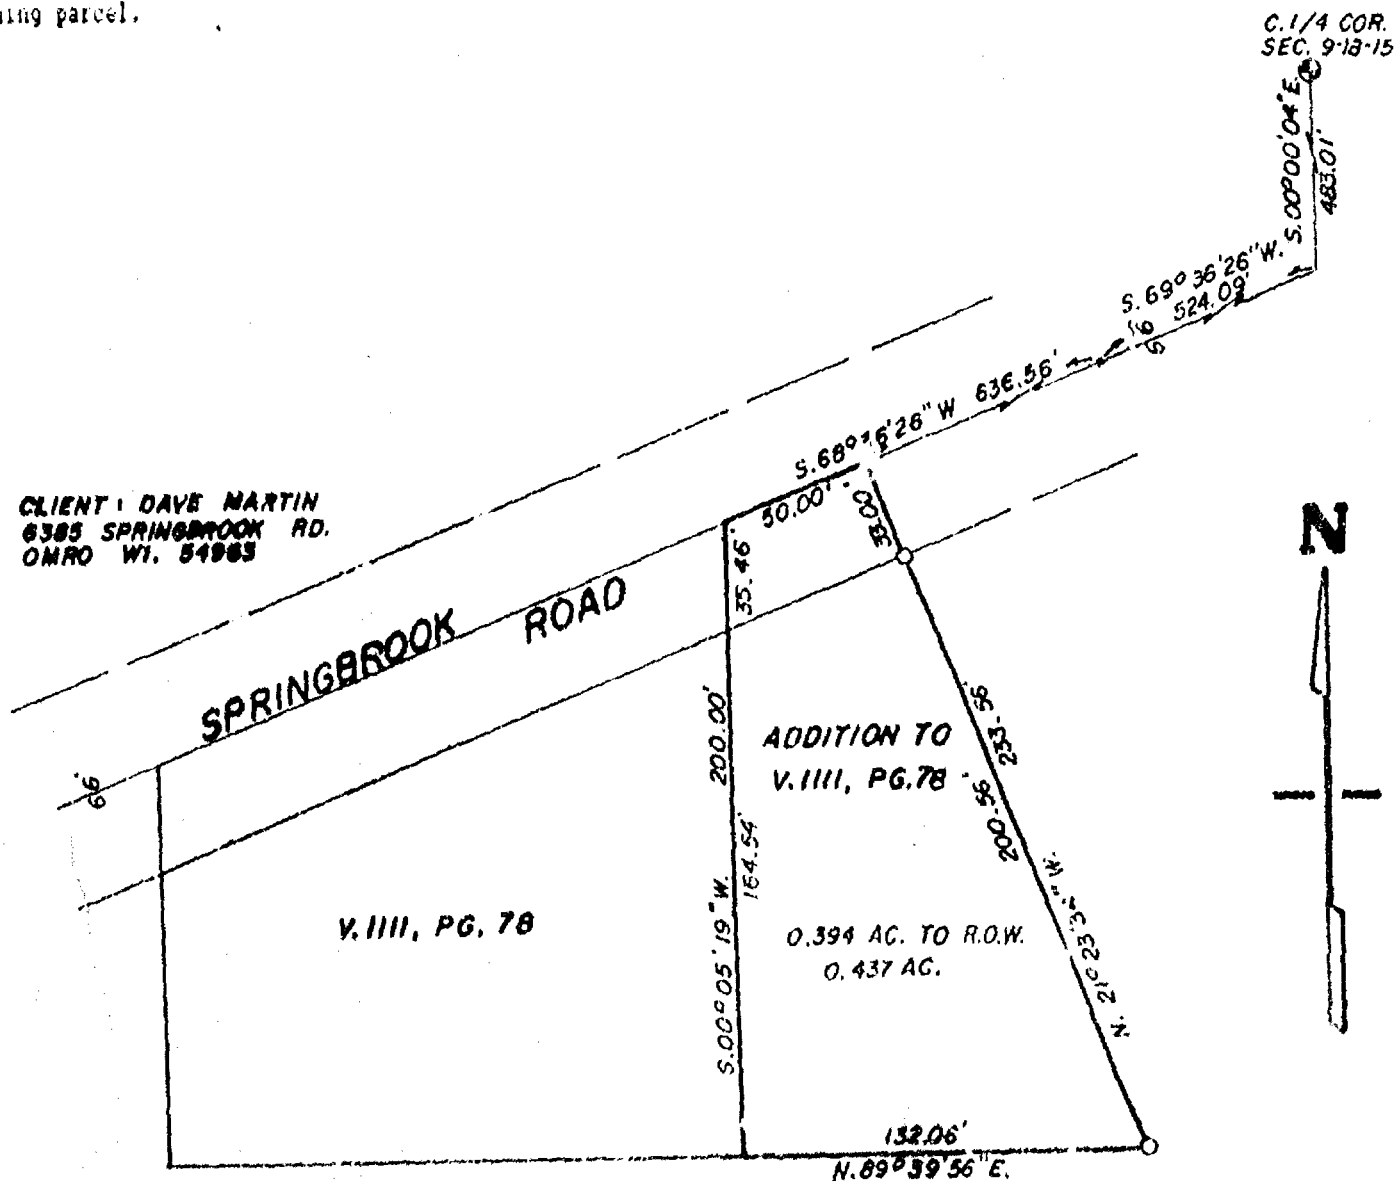 parcel.
C. 1/4 COR.
SEC. 9-18-15
S.00°00'04"E.
483.01'
S.69°36'26"W.
524.09'
636.56'
S.68°16'26"W
50.00'
33.00
35.46'
CLIENT: DAVE MARTIN
6385 SPRINGBROOK RD.
OMRO WI. 54963
N
SPRINGBROOK ROAD
66'
200.00'
164.54'
S.00°05'19"W.
ADDITION TO
V.1111, PG.78
233.56'
200.56'
V.1111, PG. 78
0.394 AC. TO R.O.W.
0.437 AC.
N. 21° 23'
132.06'
N.89°39'56"E.